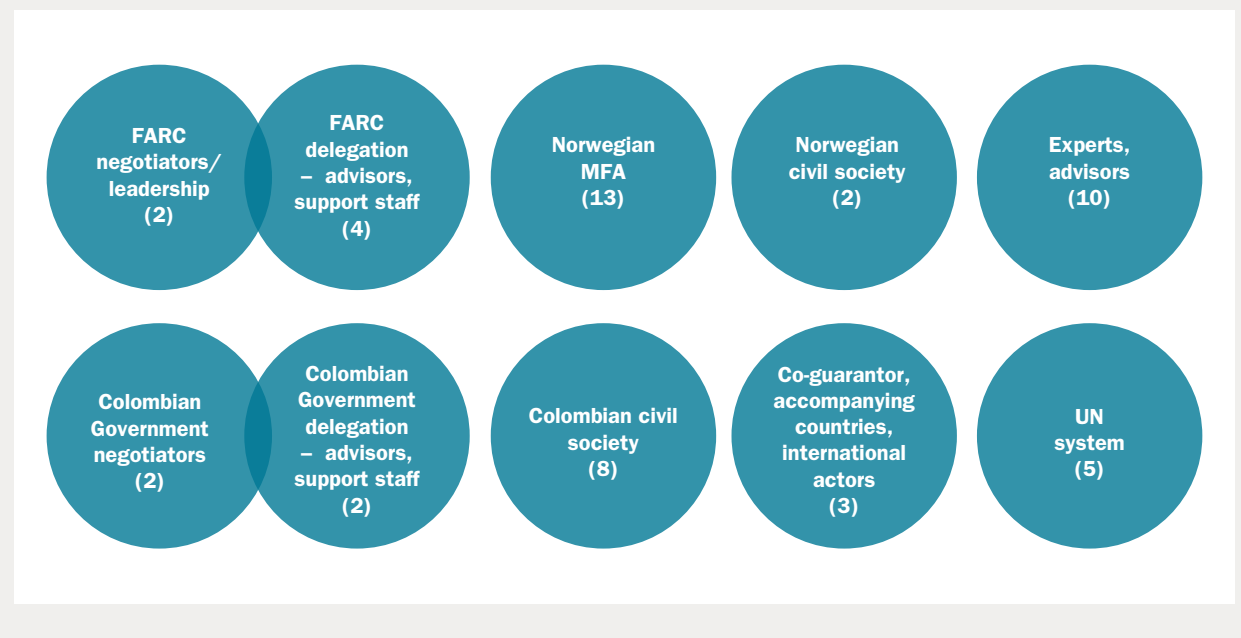 FARC
negotiators/
leadership
(2)
FARC
delegation
– advisors,
support staff
(4)
Norwegian
MFA
(13)
Norwegian
civil society
(2)
Experts,
advisors
(10)
Colombian
Government
negotiators
(2)
Colombian
Government
delegation
– advisors,
support staff
(2)
Colombian civil
society
(8)
Co-guarantor,
accompanying
countries,
international
actors
(3)
UN
system
(5)